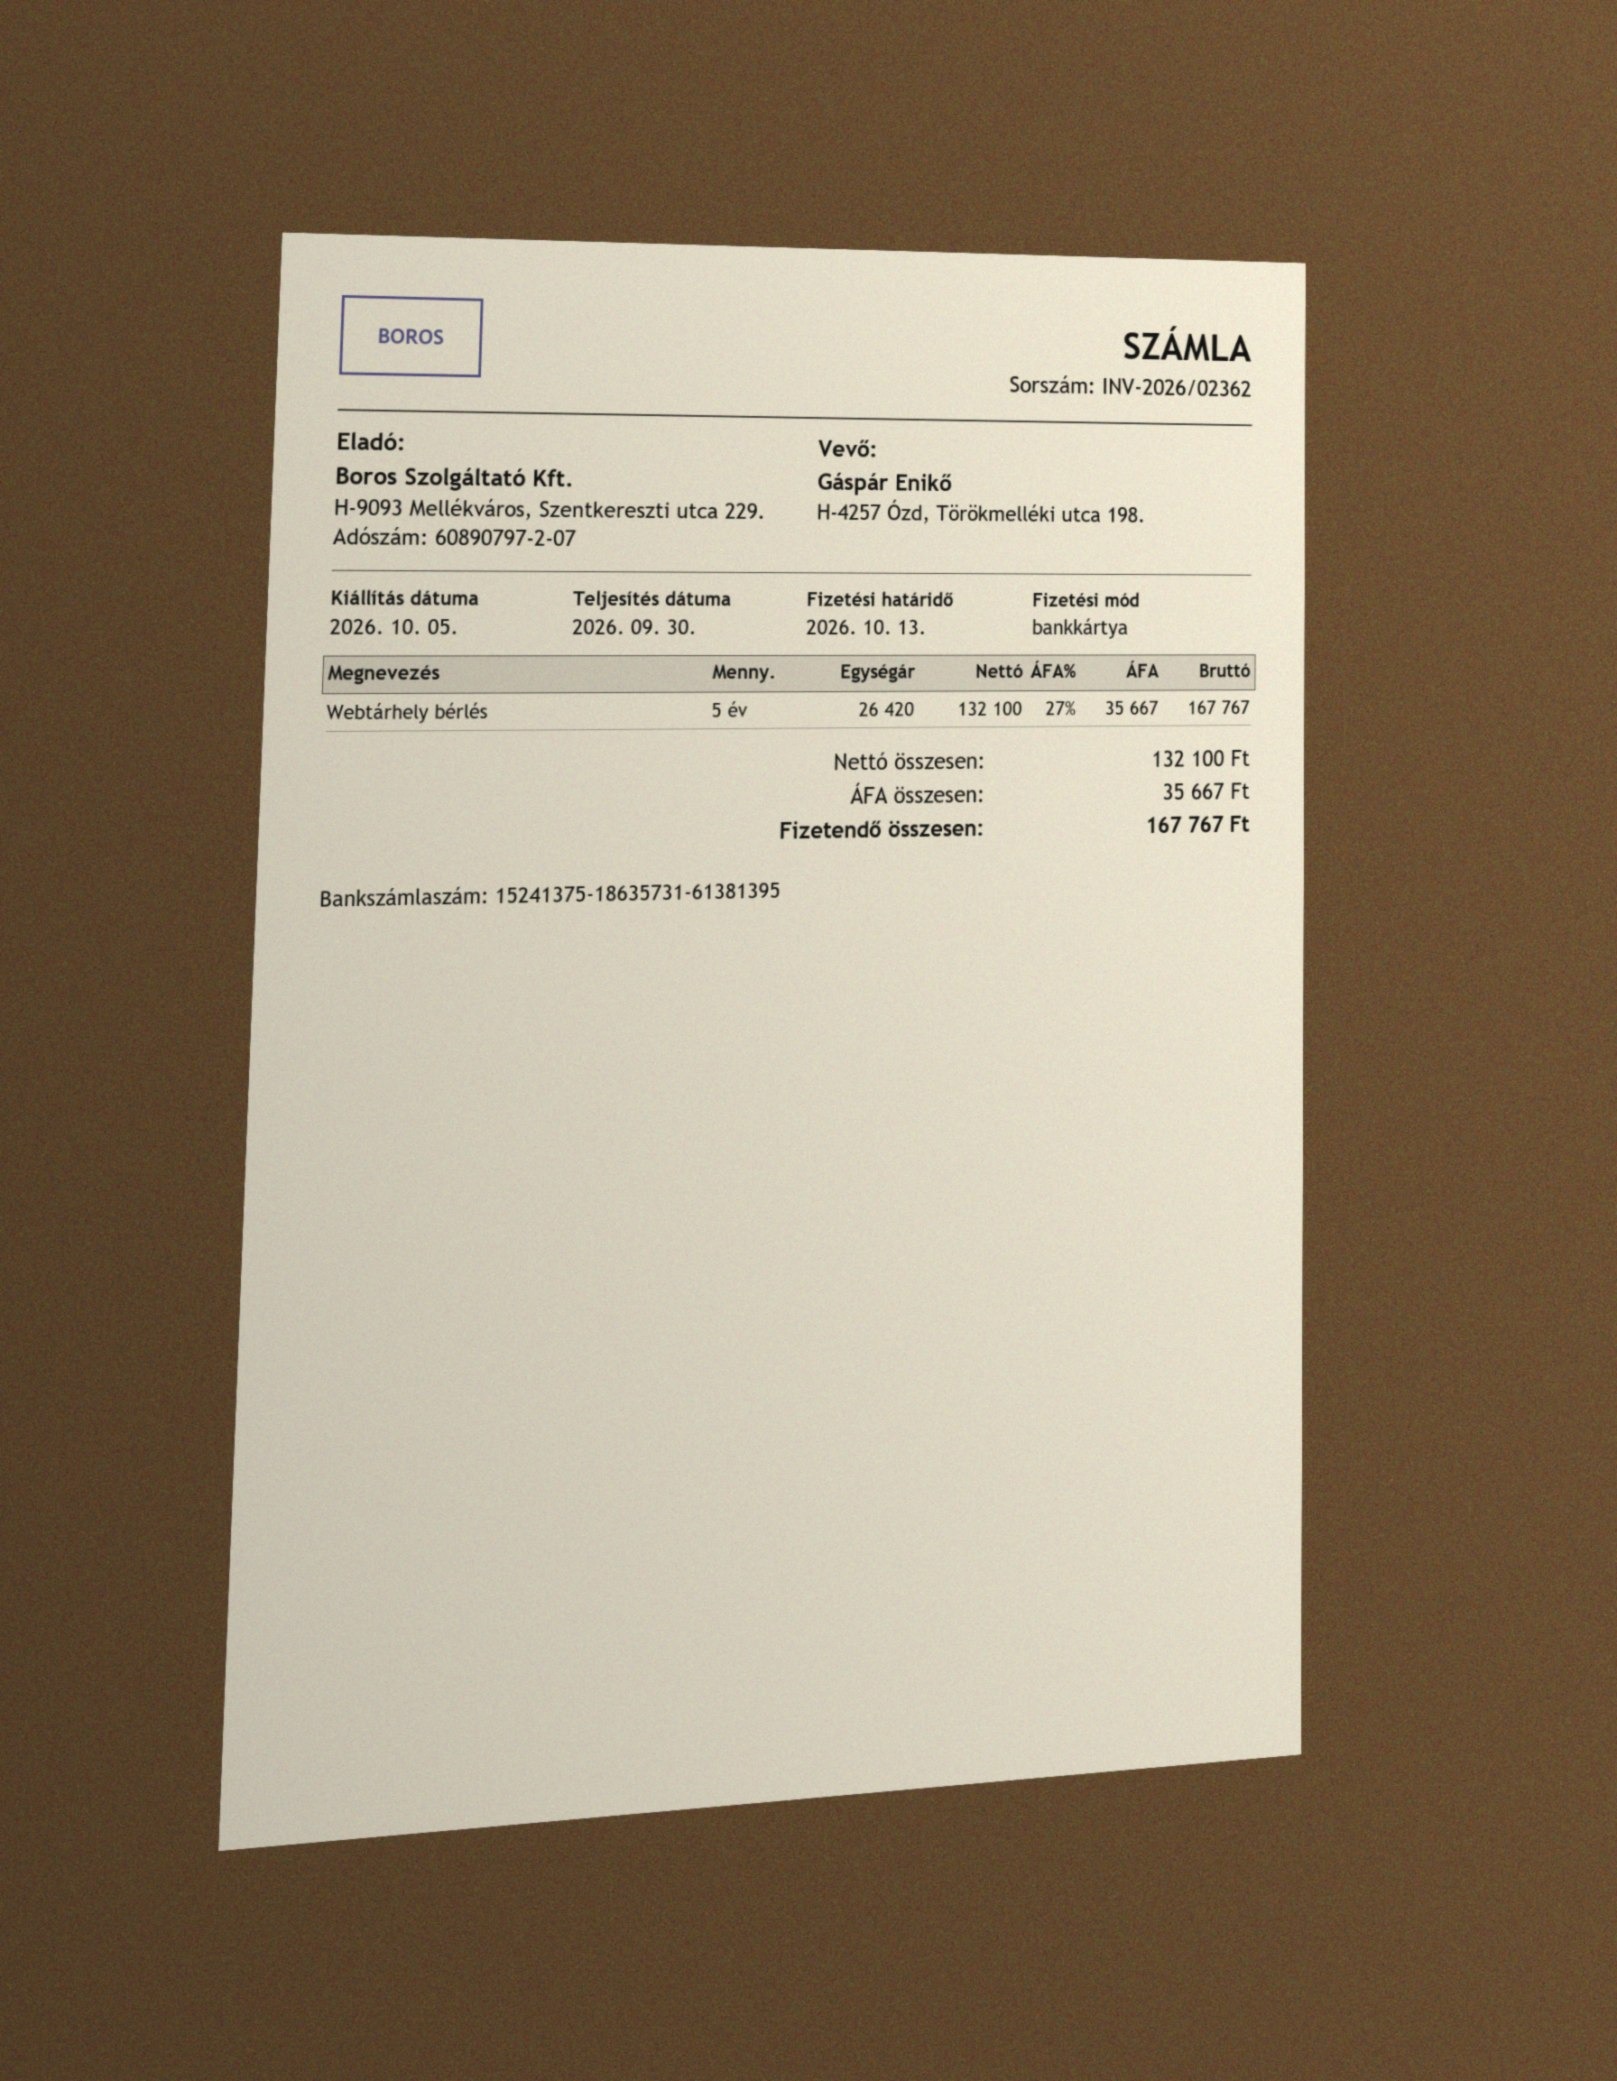 BOROS
SZÁMLA
Sorszám: INV-2026/02362
Eladó:
Boros Szolgáltató Kft.
H-9093 Mellékváros, Szentkereszti utca 229.
Adószám: 60890797-2-07
Vevő:
Gáspár Enikő
H-4257 Ózd, Törökmelléki utca 198.
Kiállítás dátuma Teljesítés dátuma Fizetési határidő Fizetési mód
2026. 10. 05. 2026. 09. 30. 2026. 10. 13. bankkártya
Megnevezés Menny. Egységár Nettó ÁFA% ÁFA Bruttó
Webtárhely bérlés 5 év 26 420 132 100 27% 35 667 167 767
Nettó összesen: 132 100 Ft
ÁFA összesen: 35 667 Ft
Fizetendő összesen: 167 767 Ft
Bankszámlaszám: 15241375-18635731-61381395